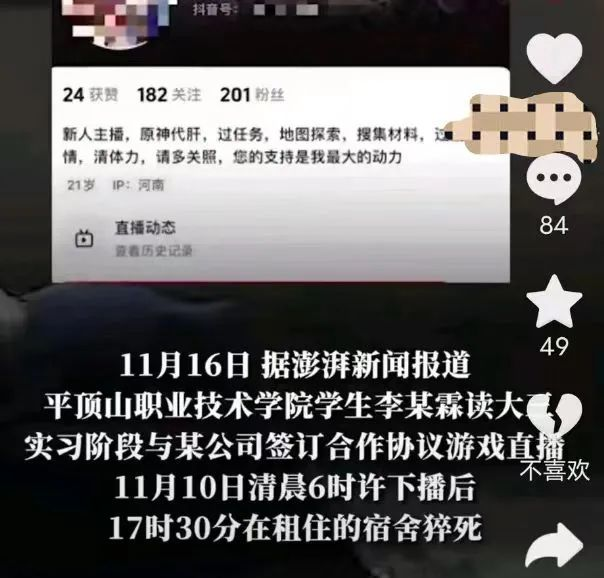 抖音号:
24 获赞 182 关注 201 粉丝
新人主播，原神代肝，过任务，地图探索，搜集材料，过
情，清体力，请多关照，您的支持是我最大的动力
21岁 IP：河南
直播动态
查看历史记录
84
49
不喜欢
11月16日 据澎湃新闻报道
平顶山职业技术学院学生李某霖读大三
实习阶段与某公司签订合作协议游戏直播
11月10日清晨6时许下播后
17时30分在租住的宿舍猝死